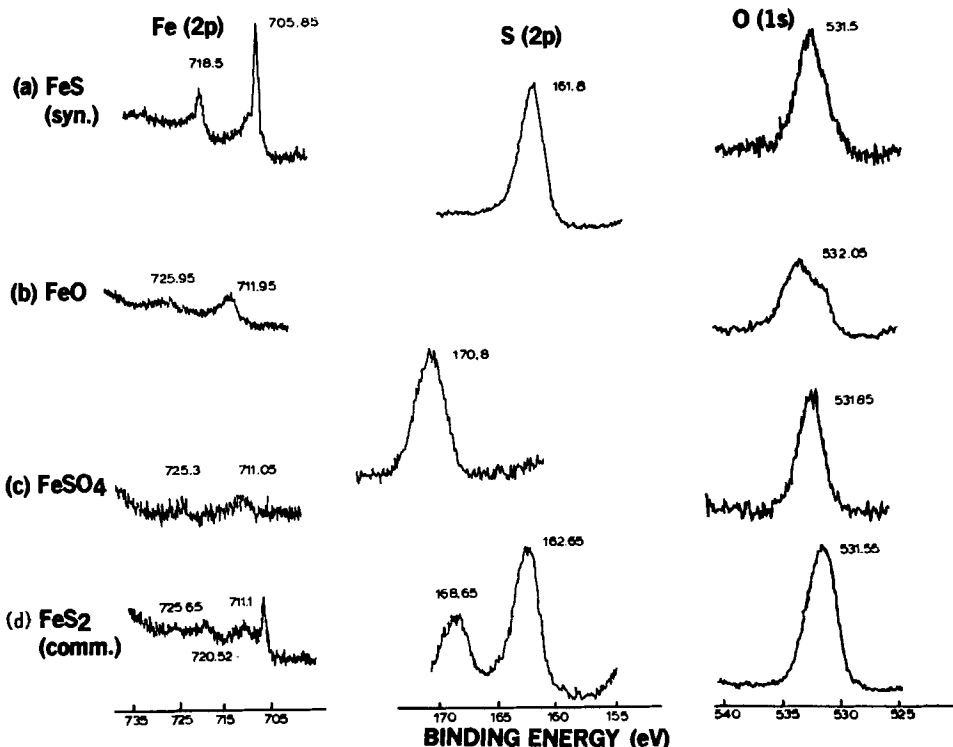 Fe (2p)
705.85
718.5
S (2p)
O (1s)
531.5
(a) FeS
(syn.)
161.8
(b) FeO
725.95
711.95
532.05
170.8
(c) FeSO4
725.3
711.05
531.85
(d) FeS2
(comm.)
725.65
711.1
720.52
168.65
162.65
531.55
735 725 715 705
170 165 160 155
540 535 530 925
BINDING ENERGY (eV)